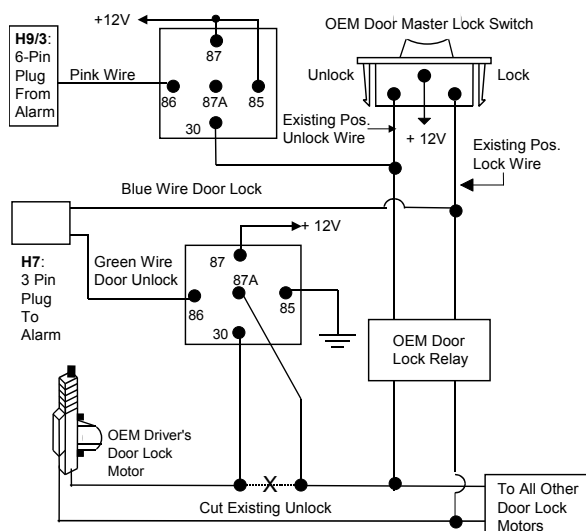 H9/3:
6-Pin
Plug
From
Alarm
Pink Wire
+12V
87
86
87A
85
30
OEM Door Master Lock Switch
Unlock
Lock
+ 12V
Existing Pos.
Unlock Wire
Existing Pos.
Lock Wire
Blue Wire Door Lock
H7:
3 Pin
Plug
To
Alarm
Green Wire
Door Unlock
+ 12V
87
87A
86
85
30
OEM Door
Lock Relay
OEM Driver's
Door Lock
Motor
X
Cut Existing Unlock
To All Other
Door Lock
Motors